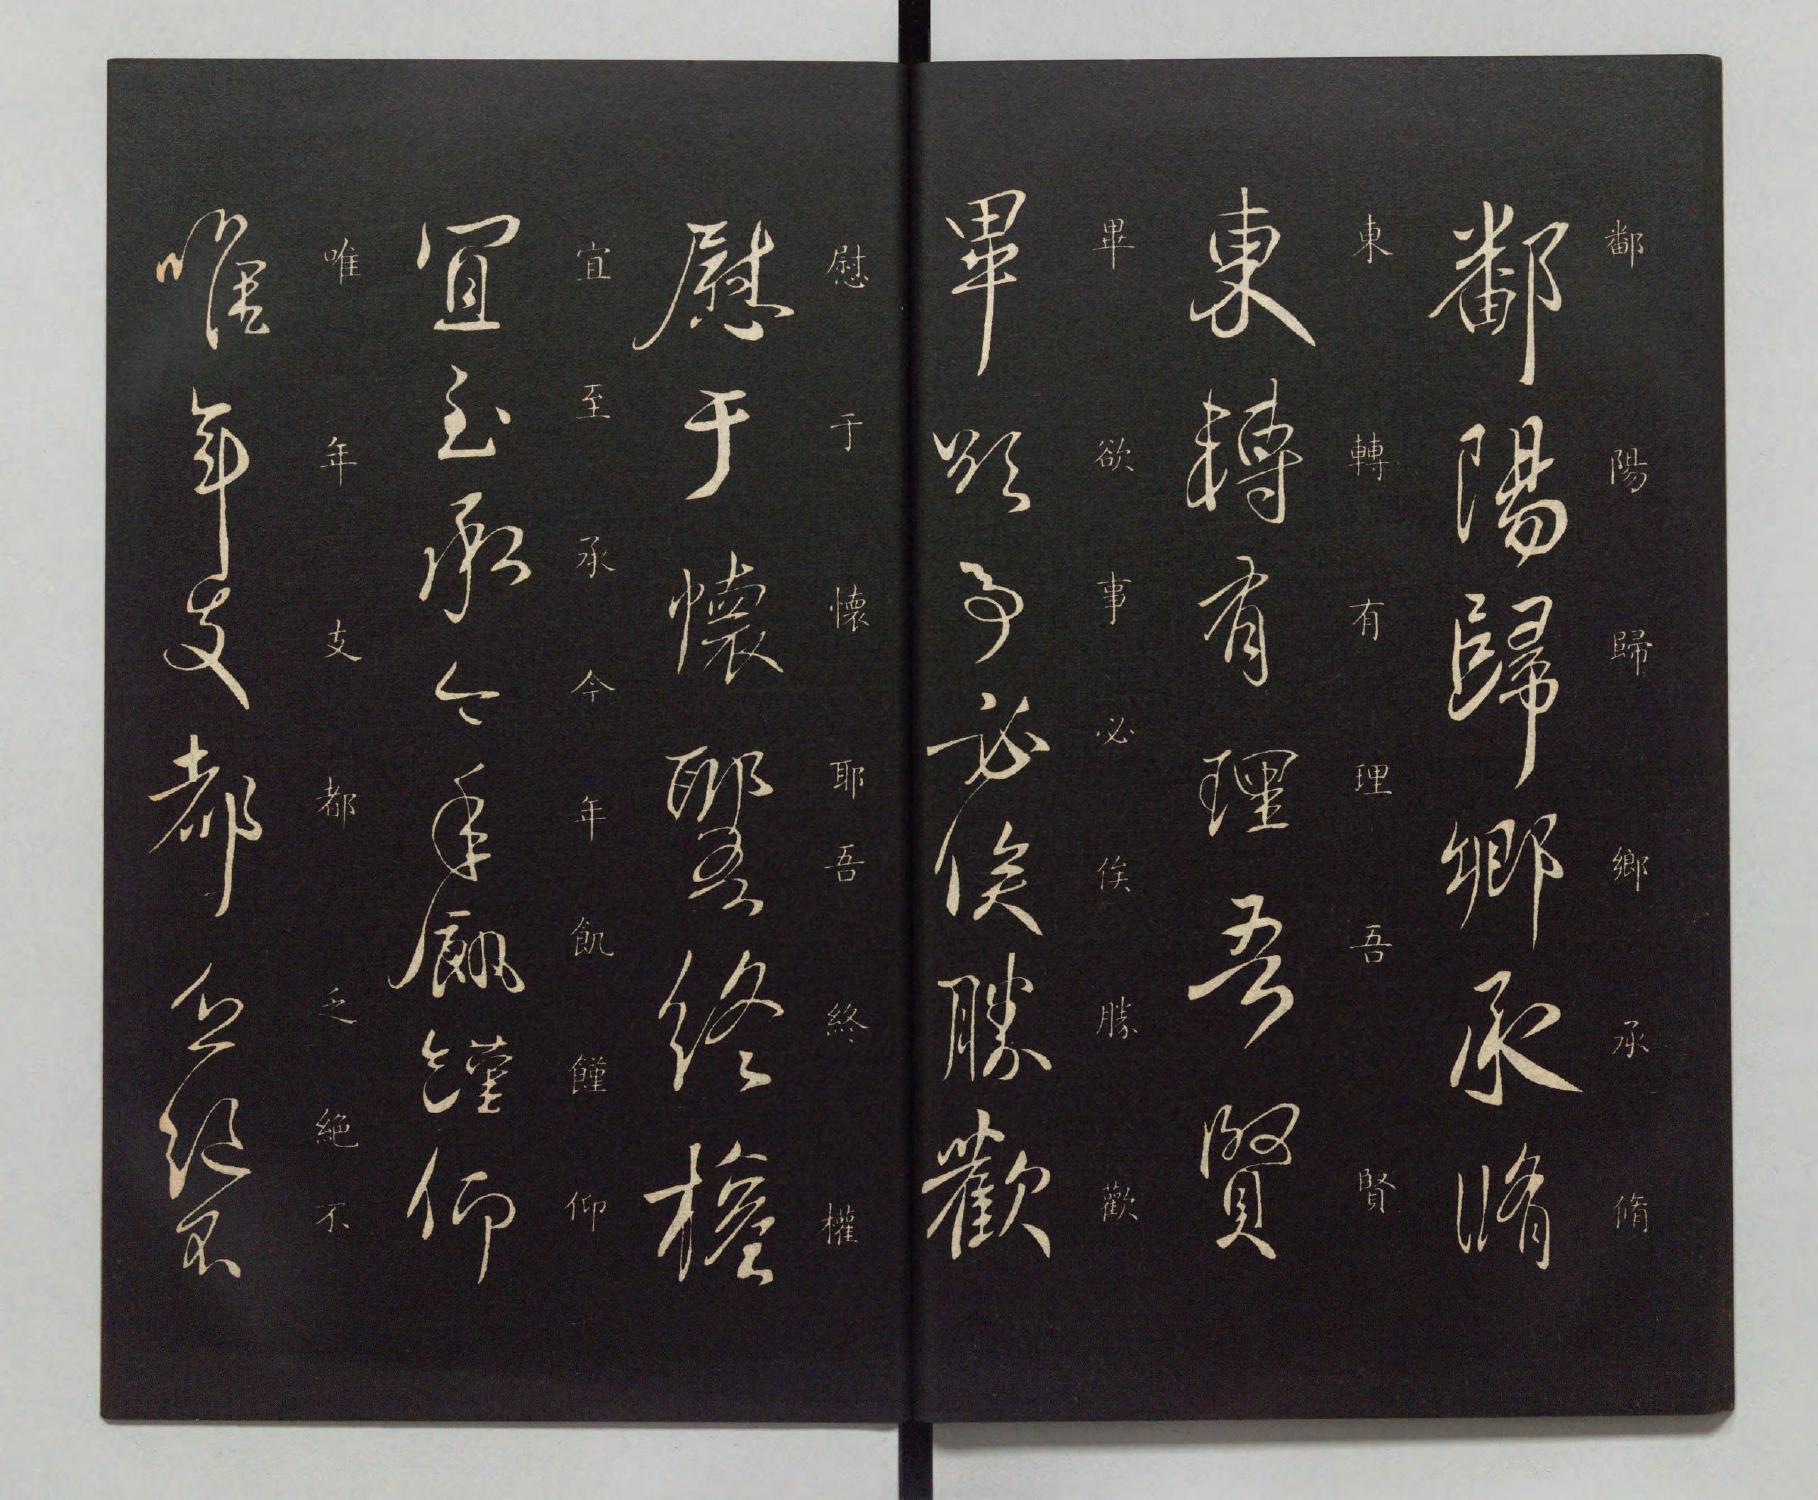 鄱陽歸鄉承脩
鄱陽歸鄉承脩
東轉有理吾賢
東轉有理吾賢
畢欲事必俟勝歡
畢欲事必俟勝歡
慰于懷耶吾終權
慰于懷耶吾終權
宜至承今年飢饉仰
宜至承今年飢饉仰
唯年支都乏絕不
唯年支都乏絕不